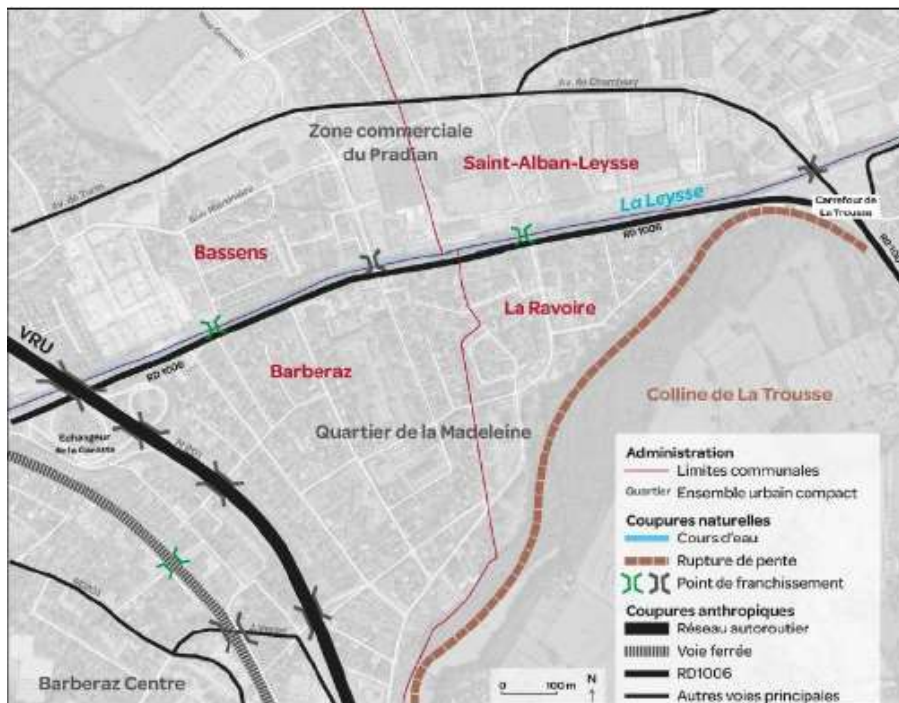 Av. de Chambéry
Zone commerciale
du Pradian
Saint-Alban-Leysse
Av. de Turin
La Leysse
Carrefour de
La Trousse
RD 1006
Bassens
La Ravoire
VRU
RD 1006
Barberaz
Colline de La Trousse
Quartier de la Madeleine
Echangeur
Barberaz Centre
0 100 m
N
Administration
Limites communales
Quartier Ensemble urbain compact
Coupures naturelles
Cours d'eau
Rupture de pente
Point de franchissement
Coupures anthropiques
Réseau autoroutier
Voie ferrée
RD1006
Autres voies principales